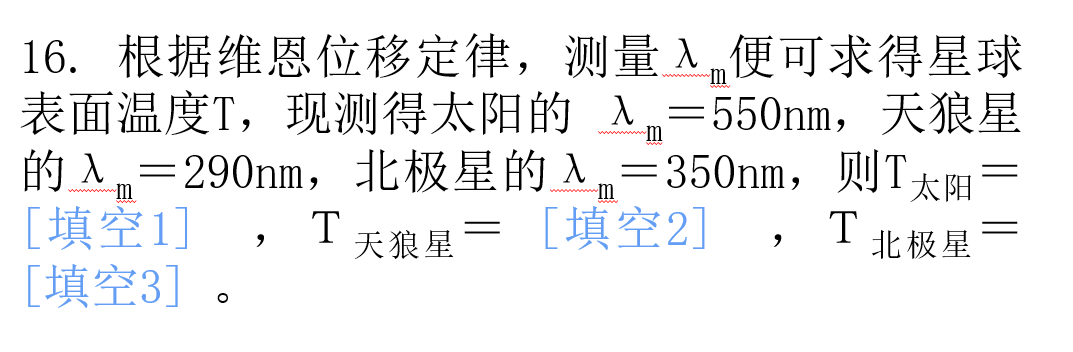 16. 根据维恩位移定律，测量λm便可求得星球
表面温度T，现测得太阳的 λm＝550nm，天狼星
的λm＝290nm，北极星的λm＝350nm，则T太阳＝
[填空1] ，T天狼星＝ [填空2] ，T北极星＝
[填空3] 。